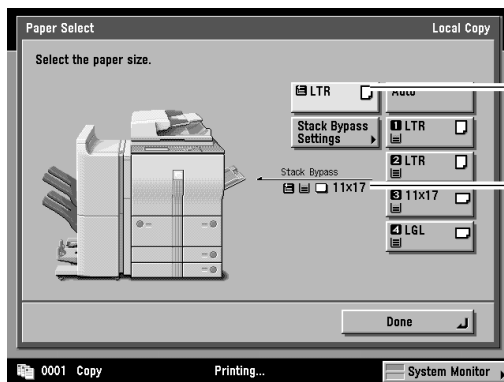 Paper Select Local Copy
Select the paper size.
LTR
Auto
Stack Bypass
Settings
1 LTR
2 LTR
Stack Bypass
11x17
3 11x17
4 LGL
Done
0001 Copy Printing... System Monitor